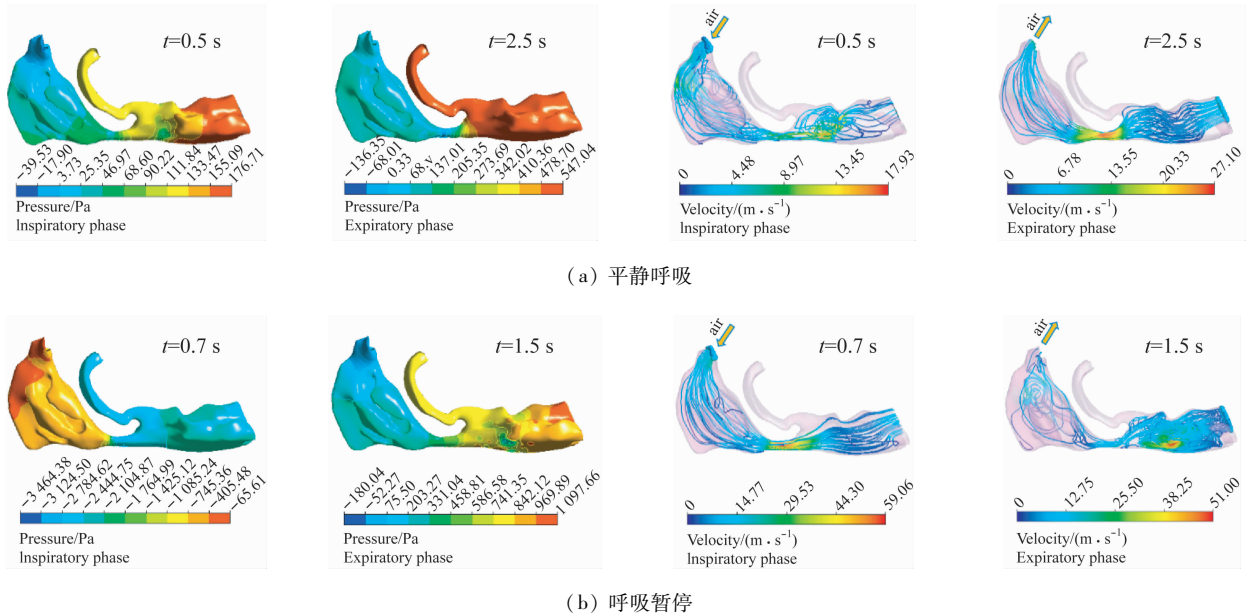 t=0.5 s
−39.53 −17.90 3.73 25.35 46.97 68.60 90.22 111.84 133.47 155.09 176.71
Pressure/Pa
Inspiratory phase
t=2.5 s
−136.35 −68.01 0.33 68.v 137.01 205.35 273.69 342.02 410.36 478.70 547.04
Pressure/Pa
Expiratory phase
air
t=0.5 s
0 4.48 8.97 13.45 17.93
Velocity/(m · s⁻¹)
Inspiratory phase
air
t=2.5 s
0 6.78 13.55 20.33 27.10
Velocity/(m · s⁻¹)
Expiratory phase
(a) 平静呼吸
t=0.7 s
−3 464.38 −3 124.50 −2 784.62 −2 444.75 −2 104.87 −1 764.99 −1 425.12 −1 085.24 −745.36 −405.48 −65.61
Pressure/Pa
Inspiratory phase
t=1.5 s
−180.04 −52.27 75.50 203.27 331.04 458.81 586.58 741.35 842.12 969.89 1 097.66
Pressure/Pa
Expiratory phase
air
t=0.7 s
0 14.77 29.53 44.30 59.06
Velocity/(m · s⁻¹)
Inspiratory phase
air
t=1.5 s
0 12.75 25.50 38.25 51.00
Velocity/(m · s⁻¹)
Expiratory phase
(b) 呼吸暂停